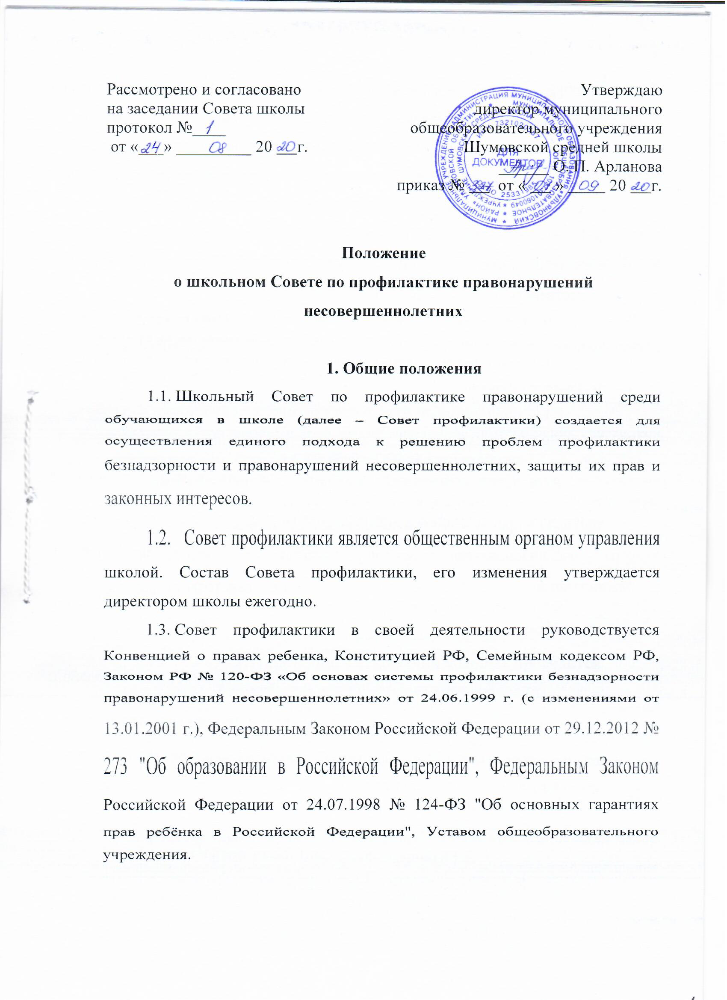 Рассмотрено и согласовано
на заседании Совета школы
протокол № 1
от «24» 08 20 20 г.
Утверждаю
директор муниципального
общеобразовательного учреждения
Шумовской средней школы
О. П. Арланова
приказ № от « 01 » 09 20 20 г.
ДЛЯ
ДОКУМЕНТОВ
Положение
о школьном Совете по профилактике правонарушений
несовершеннолетних
1. Общие положения
1.1. Школьный Совет по профилактике правонарушений среди
обучающихся в школе (далее – Совет профилактики) создается для
осуществления единого подхода к решению проблем профилактики
безнадзорности и правонарушений несовершеннолетних, защиты их прав и
законных интересов.
1.2. Совет профилактики является общественным органом управления
школой. Состав Совета профилактики, его изменения утверждается
директором школы ежегодно.
1.3. Совет профилактики в своей деятельности руководствуется
Конвенцией о правах ребенка, Конституцией РФ, Семейным кодексом РФ,
Законом РФ № 120-ФЗ «Об основах системы профилактики безнадзорности
правонарушений несовершеннолетних» от 24.06.1999 г. (с изменениями от
13.01.2001 г.), Федеральным Законом Российской Федерации от 29.12.2012 №
273 "Об образовании в Российской Федерации", Федеральным Законом
Российской Федерации от 24.07.1998 № 124-ФЗ "Об основных гарантиях
прав ребёнка в Российской Федерации", Уставом общеобразовательного
учреждения.